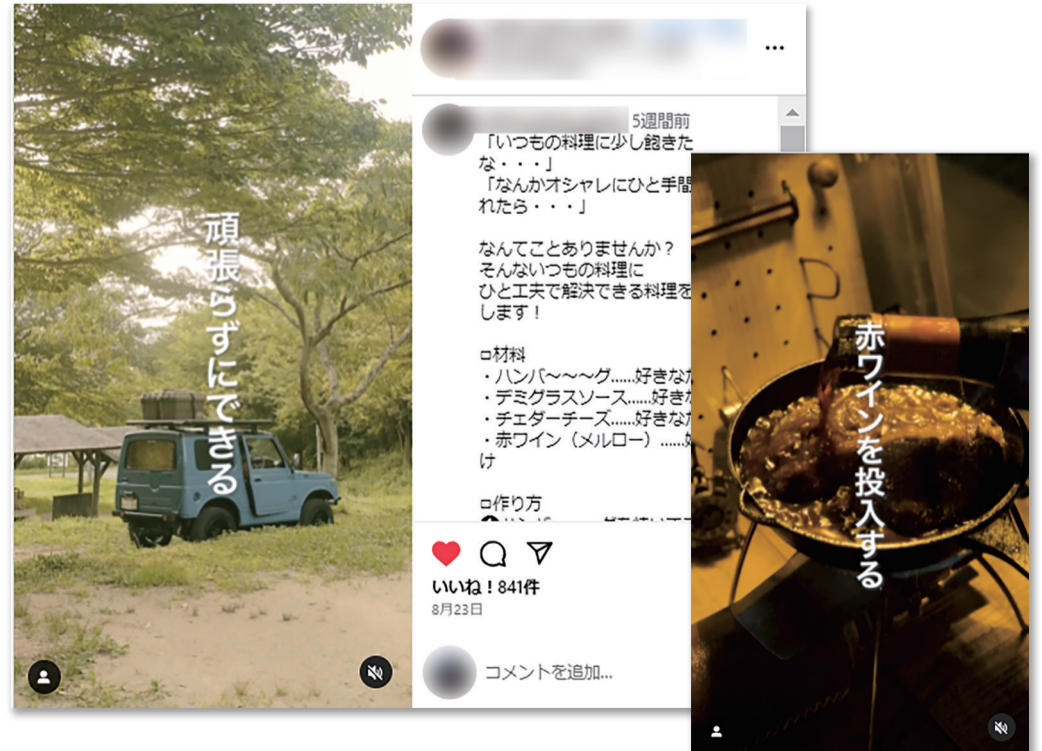 頑張らずにできる
5週間前
「いつもの料理に少し飽きた
な・・・」
「なんかオシャレにひと手間
れたら・・・」
なんてことありませんか？
そんないつもの料理に
ひと工夫で解決できる料理を
します！
□材料
・ハンバ～～～グ……好きなだ
・デミグラスソース……好きな
・チェダーチーズ……好きなだ
・赤ワイン（メルロー）……
け
□作り方
いいね！841件
8月23日
コメントを追加...
赤ワインを投入する